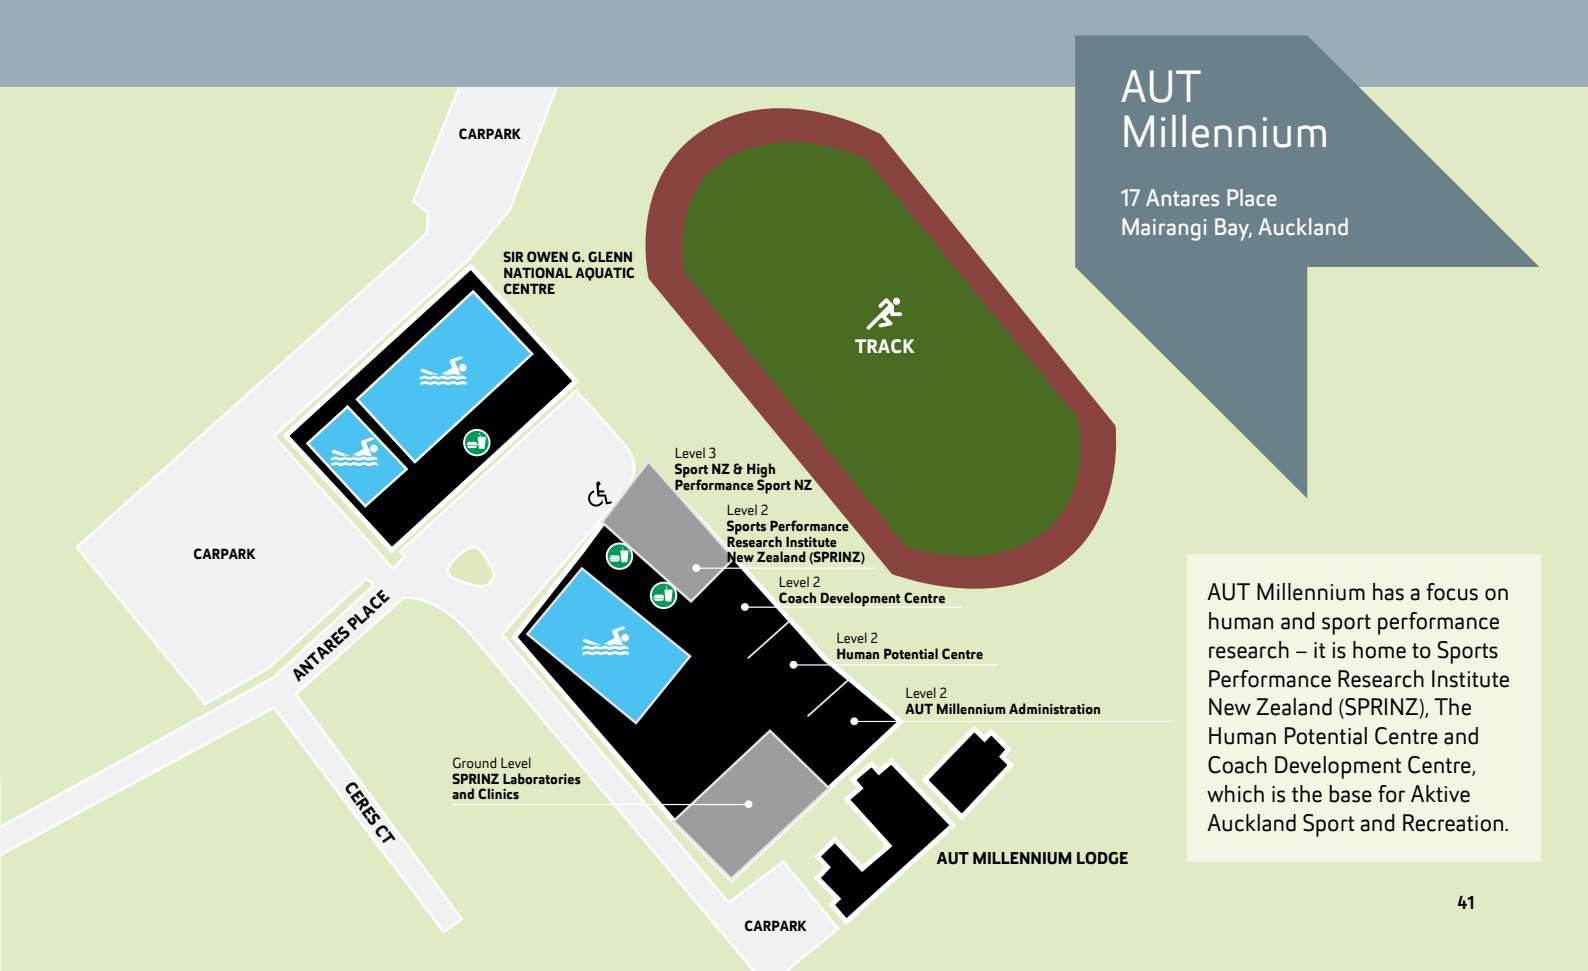 AUT
Millennium
17 Antares Place
Mairangi Bay, Auckland
CARPARK
SIR OWEN G. GLENN
NATIONAL AQUATIC
CENTRE
TRACK
Level 3
Sport NZ & High
Performance Sport NZ
Level 2
Sports Performance
Research Institute
New Zealand (SPRINZ)
CARPARK
Level 2
Coach Development Centre
ANTARES PLACE
Level 2
Human Potential Centre
Level 2
AUT Millennium Administration
Ground Level
SPRINZ Laboratories
and Clinics
CERES CT
AUT MILLENNIUM LODGE
CARPARK
AUT Millennium has a focus on
human and sport performance
research – it is home to Sports
Performance Research Institute
New Zealand (SPRINZ), The
Human Potential Centre and
Coach Development Centre,
which is the base for Aktive
Auckland Sport and Recreation.
41